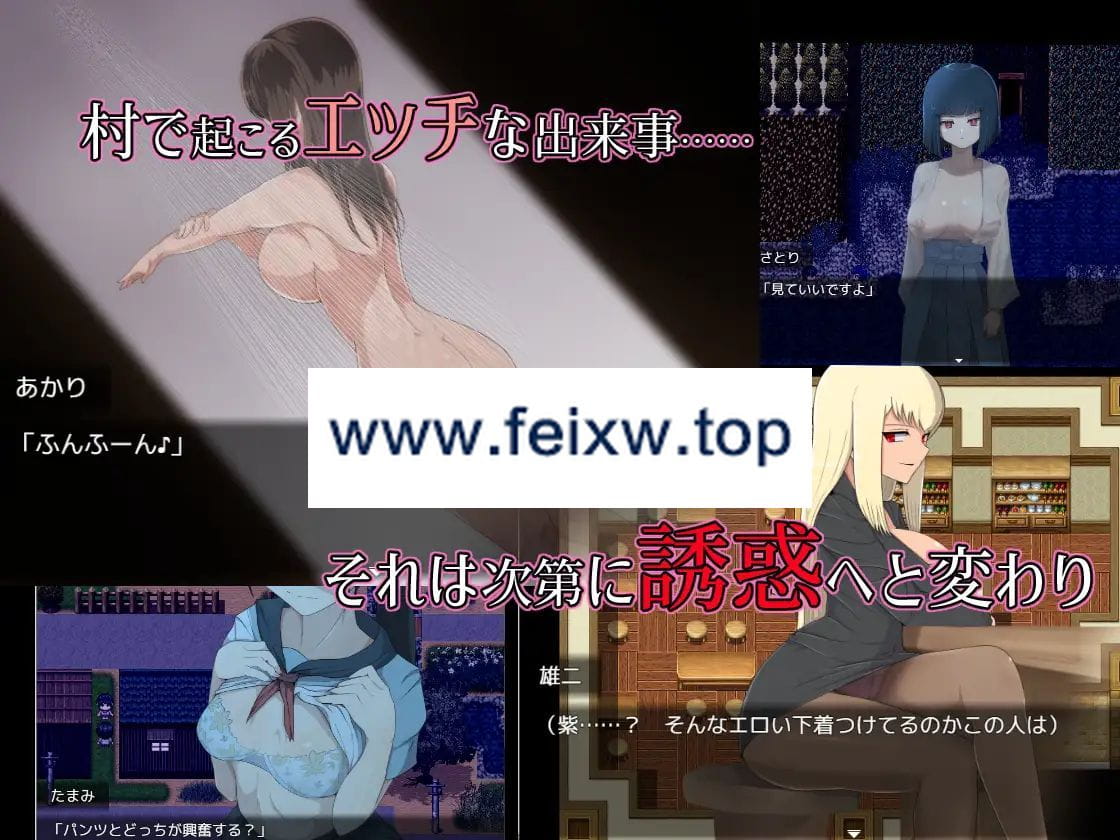 村で起こるエッチな出来事……
さとり
「見ていいですよ」
あかり
「ふんふーん♪」
www.feixw.top
それは次第に誘惑へと変わり
雄二
（紫……？　そんなエロい下着つけてるのかこの人は）
たまみ
「パンツとどっちが興奮する？」